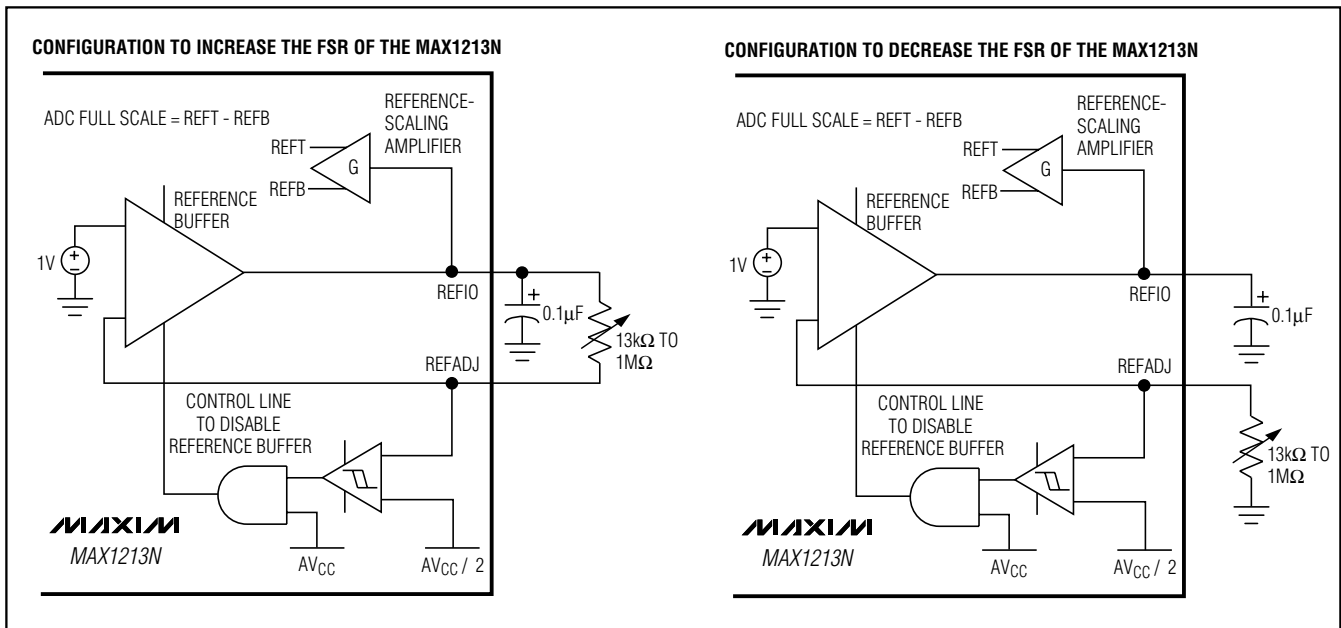 CONFIGURATION TO INCREASE THE FSR OF THE MAX1213N
ADC FULL SCALE = REFT - REFB
REFERENCE-
SCALING
AMPLIFIER
REFT
G
REFB
REFERENCE
BUFFER
1V
+
−
REFIO
+
0.1µF
13kΩ TO
1MΩ
REFADJ
CONTROL LINE
TO DISABLE
REFERENCE BUFFER
MAXIM
MAX1213N
AVCC
AVCC / 2
CONFIGURATION TO DECREASE THE FSR OF THE MAX1213N
ADC FULL SCALE = REFT - REFB
REFERENCE-
SCALING
AMPLIFIER
REFT
G
REFB
REFERENCE
BUFFER
1V
+
−
REFIO
+
0.1µF
REFADJ
13kΩ TO
1MΩ
CONTROL LINE
TO DISABLE
REFERENCE BUFFER
MAXIM
MAX1213N
AVCC
AVCC / 2